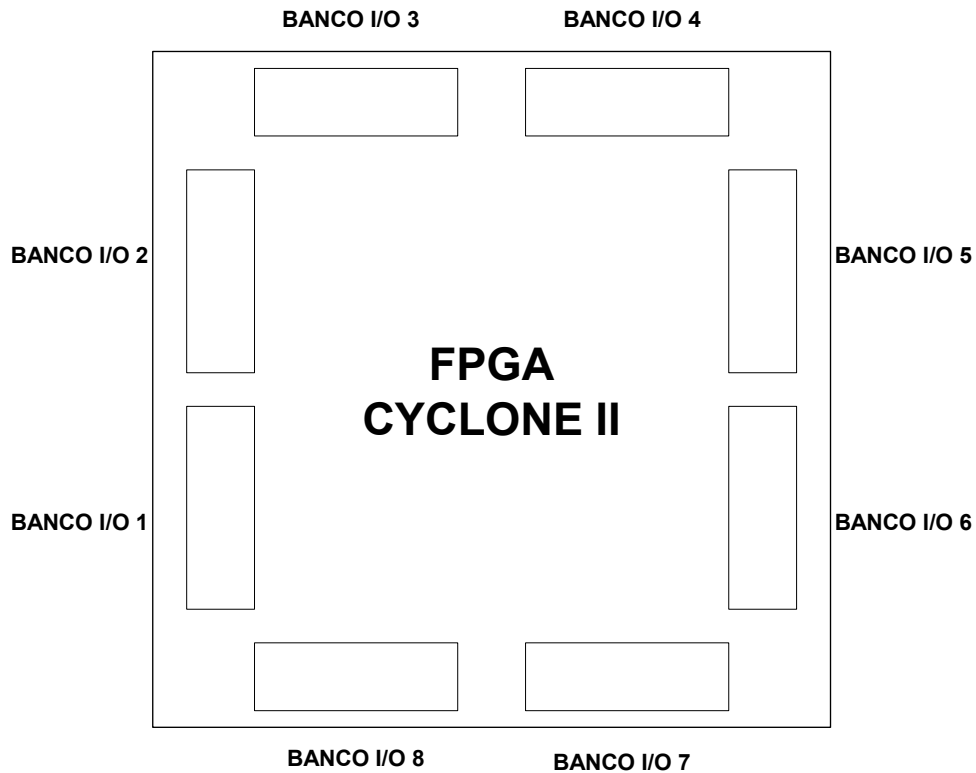 BANCO I/O 3
BANCO I/O 4
BANCO I/O 2
BANCO I/O 5
FPGA
CYCLONE II
BANCO I/O 1
BANCO I/O 6
BANCO I/O 8
BANCO I/O 7